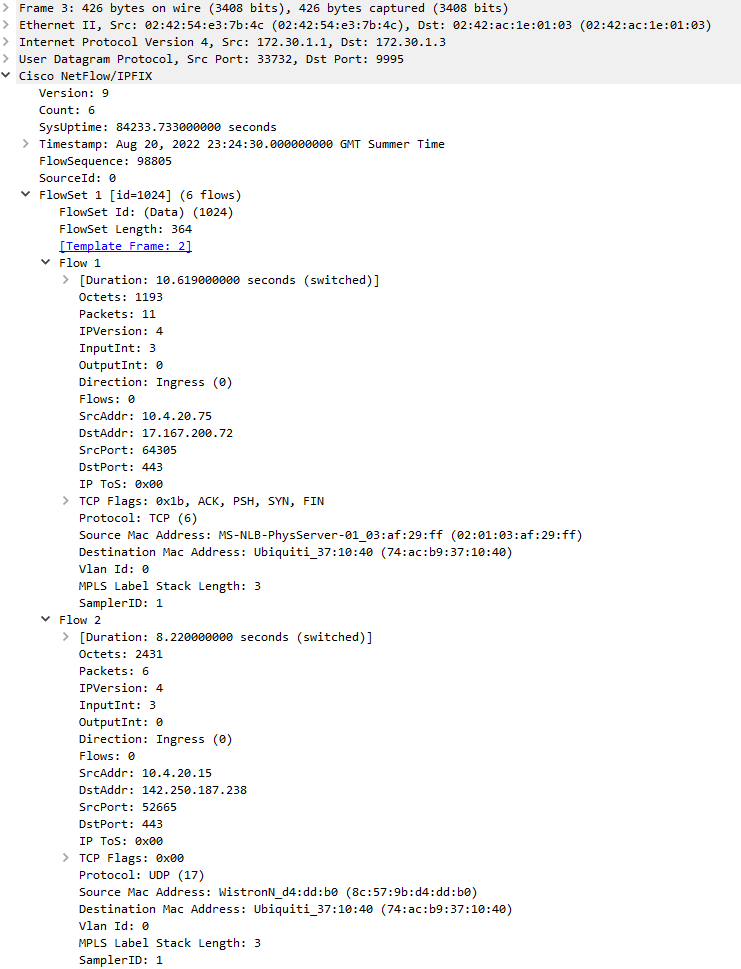 Frame 3: 426 bytes on wire (3408 bits), 426 bytes captured (3408 bits)
Ethernet II, Src: 02:42:54:e3:7b:4c (02:42:54:e3:7b:4c), Dst: 02:42:ac:1e:01:03 (02:42:ac:1e:01:03)
Internet Protocol Version 4, Src: 172.30.1.1, Dst: 172.30.1.3
User Datagram Protocol, Src Port: 33732, Dst Port: 9995
Cisco NetFlow/IPFIX
Version: 9
Count: 6
SysUptime: 84233.733000000 seconds
Timestamp: Aug 20, 2022 23:24:30.000000000 GMT Summer Time
FlowSequence: 98805
SourceId: 0
FlowSet 1 [id=1024] (6 flows)
FlowSet Id: (Data) (1024)
FlowSet Length: 364
[Template Frame: 2]
Flow 1
[Duration: 10.619000000 seconds (switched)]
Octets: 1193
Packets: 11
IPVersion: 4
InputInt: 3
OutputInt: 0
Direction: Ingress (0)
Flows: 0
SrcAddr: 10.4.20.75
DstAddr: 17.167.200.72
SrcPort: 64305
DstPort: 443
IP ToS: 0x00
TCP Flags: 0x1b, ACK, PSH, SYN, FIN
Protocol: TCP (6)
Source Mac Address: MS-NLB-PhysServer-01_03:af:29:ff (02:01:03:af:29:ff)
Destination Mac Address: Ubiquiti_37:10:40 (74:ac:b9:37:10:40)
Vlan Id: 0
MPLS Label Stack Length: 3
SamplerID: 1
Flow 2
[Duration: 8.220000000 seconds (switched)]
Octets: 2431
Packets: 6
IPVersion: 4
InputInt: 3
OutputInt: 0
Direction: Ingress (0)
Flows: 0
SrcAddr: 10.4.20.15
DstAddr: 142.250.187.238
SrcPort: 52665
DstPort: 443
IP ToS: 0x00
TCP Flags: 0x00
Protocol: UDP (17)
Source Mac Address: WistronN_d4:dd:b0 (8c:57:9b:d4:dd:b0)
Destination Mac Address: Ubiquiti_37:10:40 (74:ac:b9:37:10:40)
Vlan Id: 0
MPLS Label Stack Length: 3
SamplerID: 1